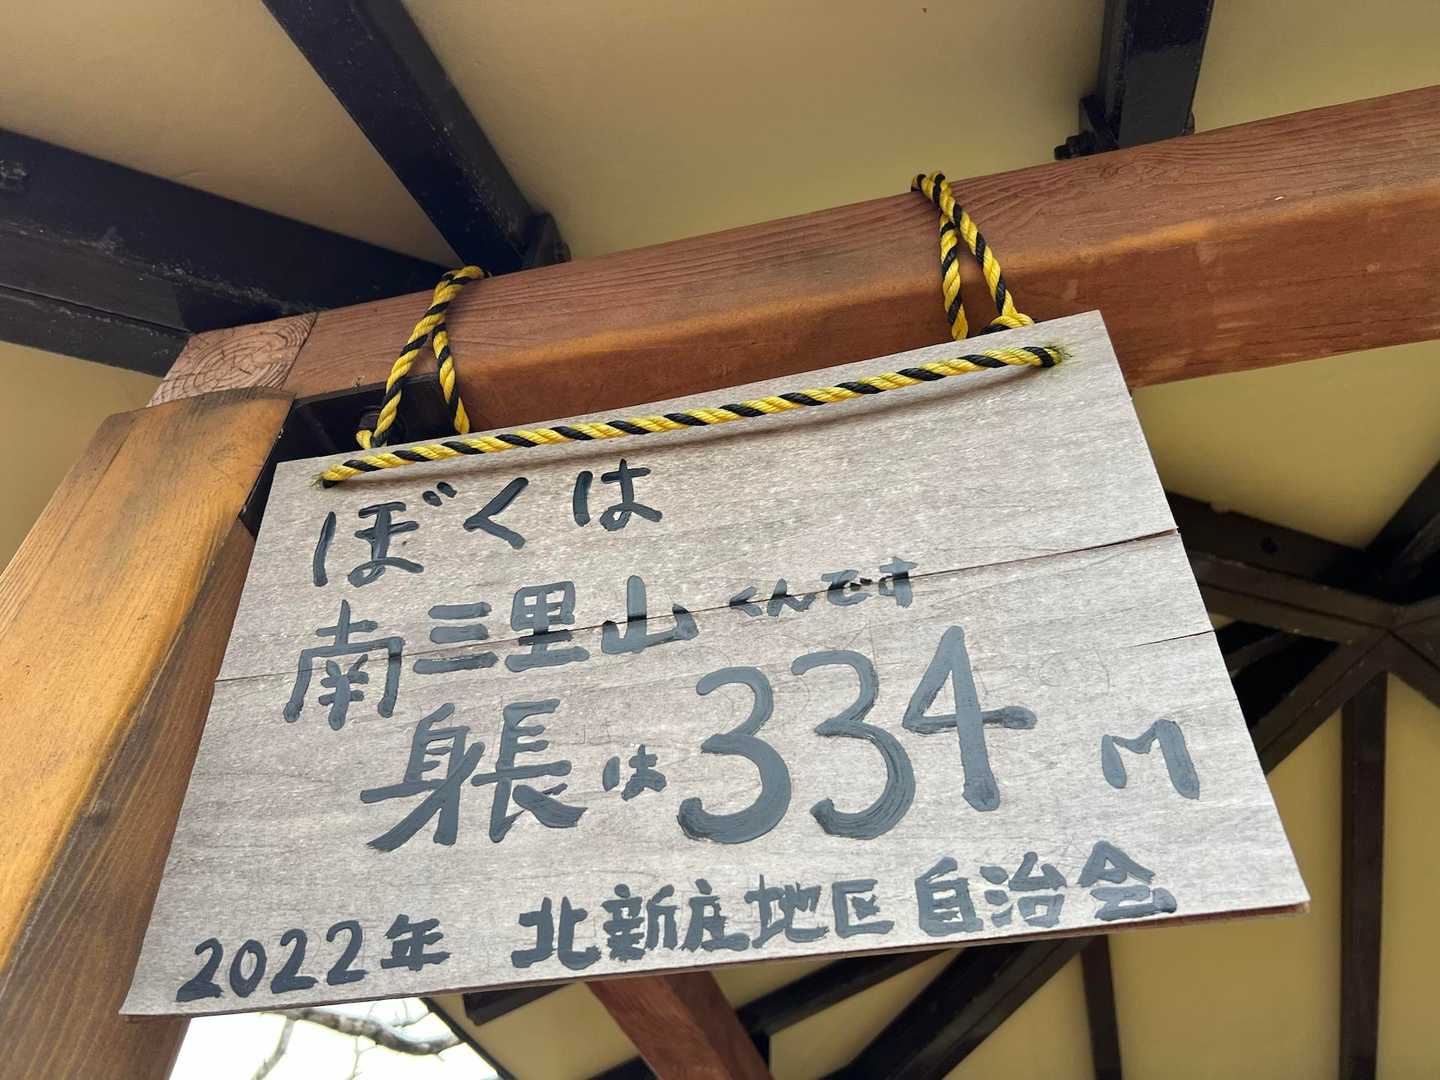 ぼくは
南三里山くんです
身長は334M
2022年 北新庄地区自治会